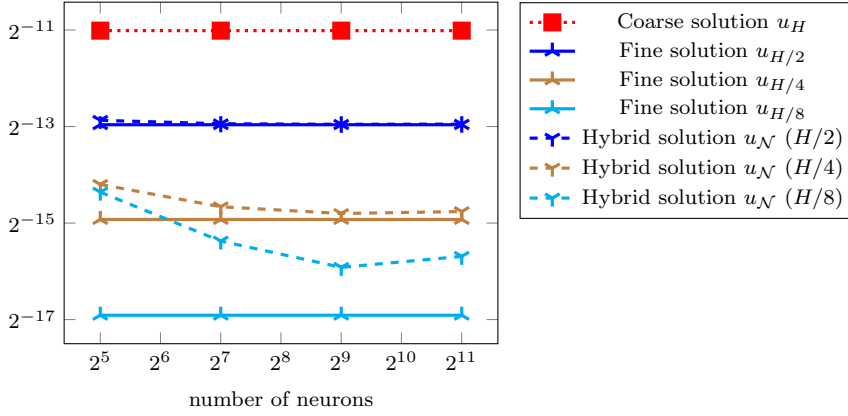 2^−11
2^−13
2^−15
2^−17
2^5 2^6 2^7 2^8 2^9 2^10 2^11
number of neurons
Coarse solution u_H
Fine solution u_{H/2}
Fine solution u_{H/4}
Fine solution u_{H/8}
Hybrid solution u_𝒩 (H/2)
Hybrid solution u_𝒩 (H/4)
Hybrid solution u_𝒩 (H/8)